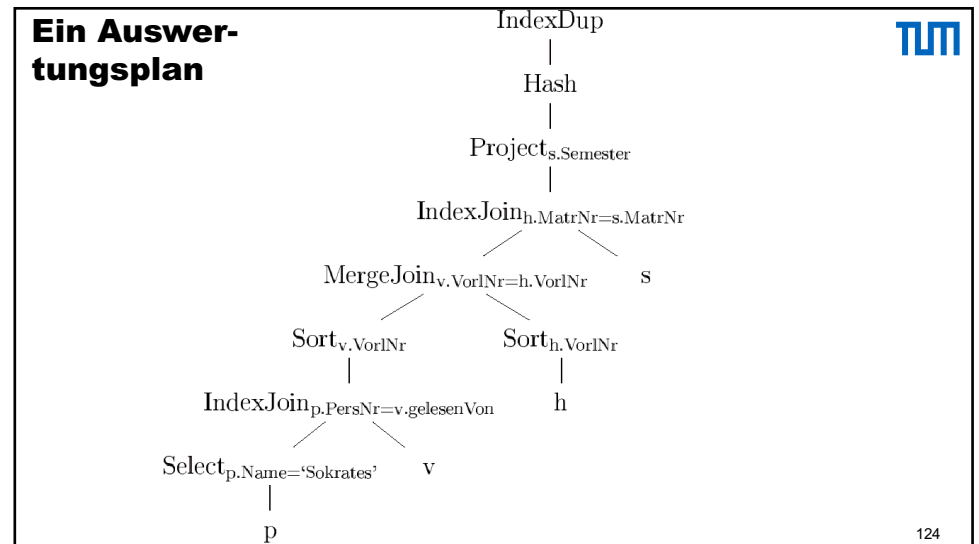 Ein Auswer-
tungsplan
TUM
IndexDup
Hash
Project s.Semester
IndexJoin h.MatrNr=s.MatrNr
MergeJoin v.VorlNr=h.VorlNr s
Sort v.VorlNr Sort h.VorlNr
IndexJoin p.PersNr=v.gelesenVon h
Select p.Name=‘Sokrates’ v
p
124